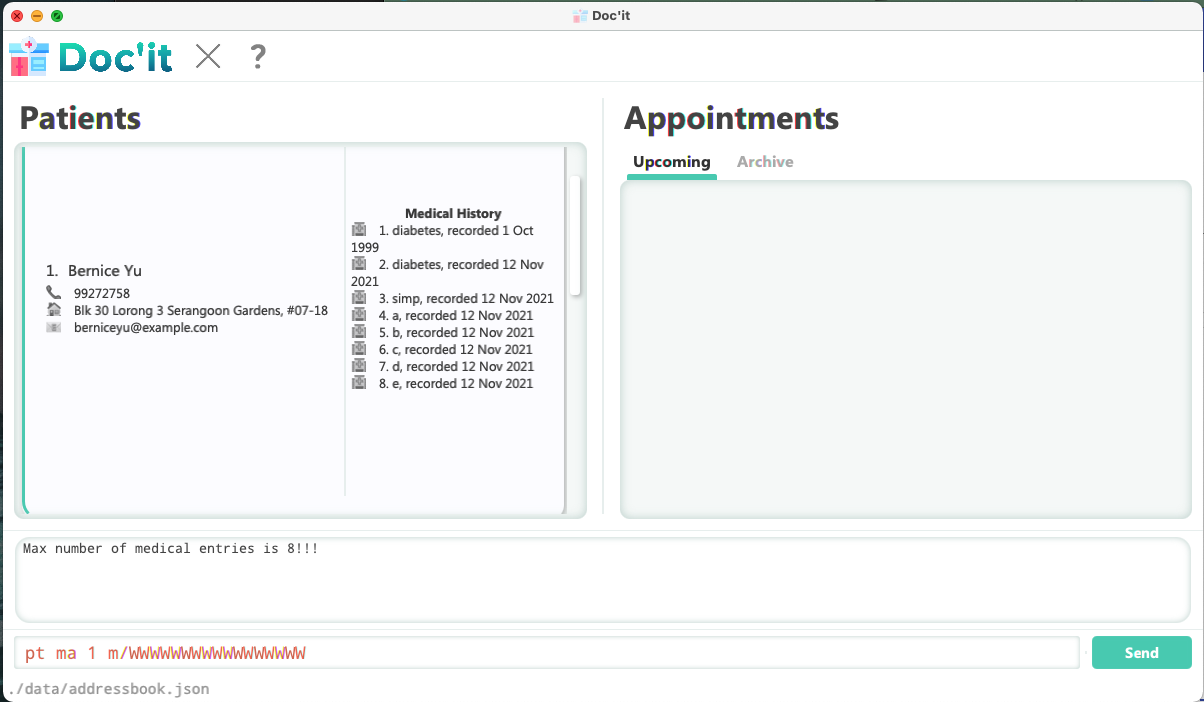 Doc'it
Doc'it
?
Patients
1. Bernice Yu
99272758
Blk 30 Lorong 3 Serangoon Gardens, #07-18
berniceyu@example.com
Medical History
1. diabetes, recorded 1 Oct
1999
2. diabetes, recorded 12 Nov
2021
3. simp, recorded 12 Nov 2021
4. a, recorded 12 Nov 2021
5. b, recorded 12 Nov 2021
6. c, recorded 12 Nov 2021
7. d, recorded 12 Nov 2021
8. e, recorded 12 Nov 2021
Appointments
Upcoming Archive
Max number of medical entries is 8!!!
pt ma 1 m/WWWWWWWWWWWWWWWWW
Send
./data/addressbook.json